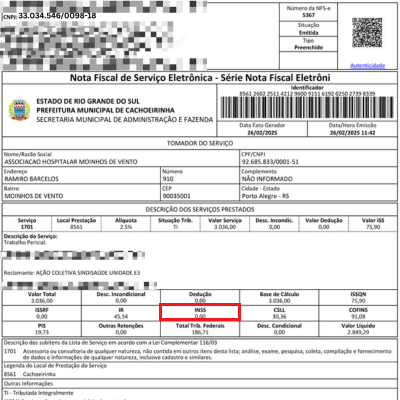 CNPJ: 33.034.546/0098-18
Número da NFS-e
5367
Situação
Emitida
Tipo
Preenchido
Autenticidade
Nota Fiscal de Serviço Eletrônica - Série Nota Fiscal Eletrôni
ESTADO DE RIO GRANDE DO SUL
PREFEITURA MUNICIPAL DE CACHOEIRINHA
SECRETARIA MUNICIPAL DE ADMINISTRAÇÃO E FAZENDA
Identificador
8561 2602 2511 4212 9600 9151 6192 0250 2739 8339
Data Fato Gerador Data/Hora Emissão
26/02/2025 26/02/2025 11:42
TOMADOR DO SERVIÇO
Nome/Razão Social CPF/CNPJ
ASSOCIACAO HOSPITALAR MOINHOS DE VENTO 92.685.833/0001-51
Endereço Número Complemento
RAMIRO BARCELOS 910 NÃO INFORMADO
Bairro CEP Cidade - Estado
MOINHOS DE VENTO 90035001 Porto Alegre - RS
DESCRIÇÃO DOS SERVIÇOS PRESTADOS
Serviço Local Prestação Alíquota Situação Trib. Valor Serviço Desc. Incondic. Valor Dedução Valor ISS
1701 8561 2.5% TI 3.036,00 0,00 0,00 75,90
Descrição do Serviço:
Trabalho Pericial.
Reclamante: AÇÃO COLETIVA SINDISAÚDE UNIDADE E3
Valor Total Desc. Incondicional Dedução Base de Cálculo ISSQN
3.036,00 0,00 0,00 3.036,00 75,90
ISSRF IR INSS CSLL COFINS
0,00 45,54 0,00 30,36 91,08
PIS Outras Retenções Total Trib. Federais Desc. Condicional Valor Líquido
19,73 0,00 186,71 0,00 2.849,29
Descrição dos subitens da Lista de Serviço em acordo com a Lei Complementar 116/03
1701 Assessoria ou consultoria de qualquer natureza, não contida em outros itens desta lista; análise, exame, pesquisa, coleta, compilação e fornecimento
de dados e informações de qualquer natureza, inclusive cadastro e similares.
Legenda do Local de Prestação do Serviço
8561 Cachoeirinha
Outras Informações
TI - Tributada Integralmente